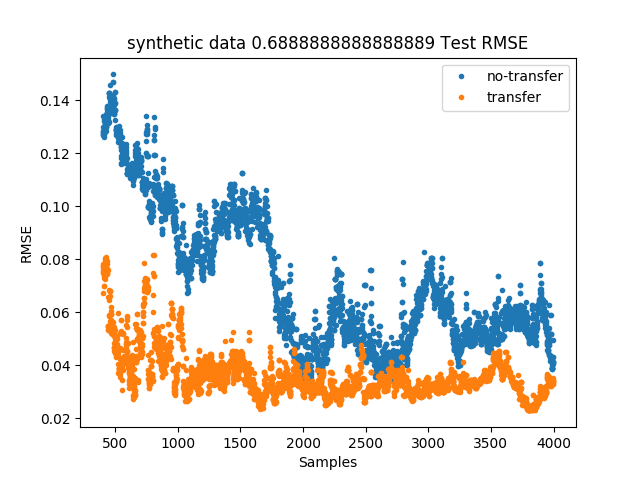 synthetic data 0.6888888888888889 Test RMSE
no-transfer
transfer
RMSE
0.14
0.12
0.10
0.08
0.06
0.04
0.02
500 1000 1500 2000 2500 3000 3500 4000
Samples